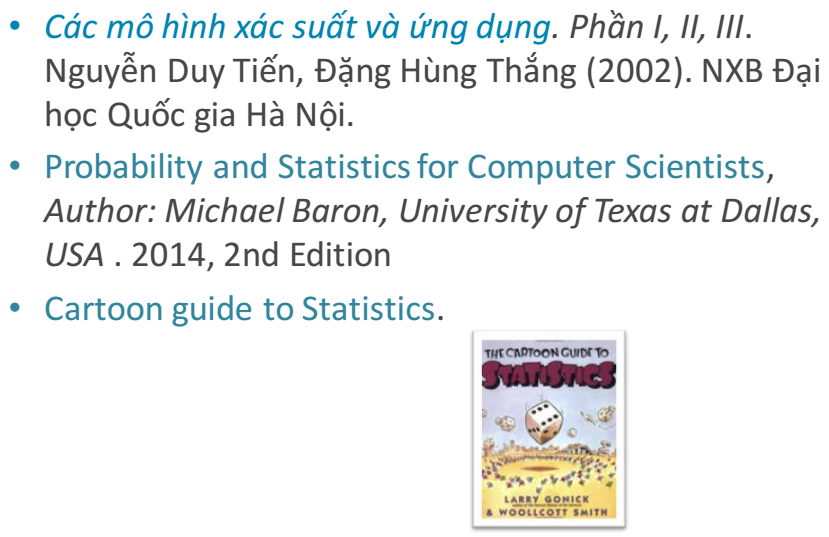 • Các mô hình xác suất và ứng dụng. Phần I, II, III.
Nguyễn Duy Tiến, Đặng Hùng Thắng (2002). NXB Đại
học Quốc gia Hà Nội.
• Probability and Statistics for Computer Scientists,
Author: Michael Baron, University of Texas at Dallas,
USA . 2014, 2nd Edition
• Cartoon guide to Statistics.
THE CARTOON GUIDE TO
STATISTICS
LARRY GONICK
& WOOLLCOTT SMITH